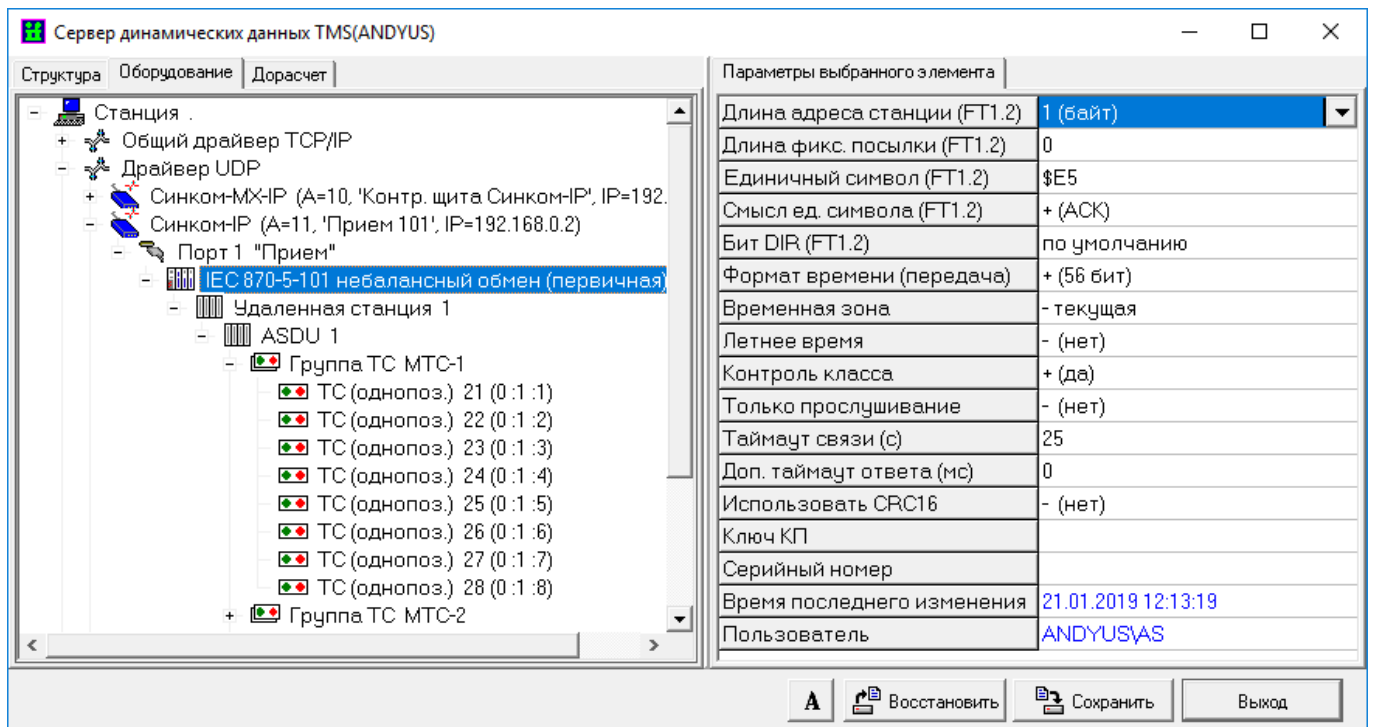 Сервер динамических данных TMS(ANDYUS)
Структура Оборудование Дорасчет
Станция .
Общий драйвер TCP/IP
Драйвер UDP
Синком-MX-IP (A=10, 'Контр. щита Синком-IP', IP=192.
Синком-IP (A=11, 'Прием 101', IP=192.168.0.2)
Порт 1 "Прием"
IEC 870-5-101 небалансный обмен (первичная)
Удаленная станция 1
ASDU 1
Группа ТС МТС-1
ТС (однопоз.) 21 (0 :1 :1)
ТС (однопоз.) 22 (0 :1 :2)
ТС (однопоз.) 23 (0 :1 :3)
ТС (однопоз.) 24 (0 :1 :4)
ТС (однопоз.) 25 (0 :1 :5)
ТС (однопоз.) 26 (0 :1 :6)
ТС (однопоз.) 27 (0 :1 :7)
ТС (однопоз.) 28 (0 :1 :8)
Группа ТС МТС-2
Параметры выбранного элемента
Длина адреса станции (FT1.2) 1 (байт)
Длина фикс. посылки (FT1.2) 0
Единичный символ (FT1.2) $E5
Смысл ед. символа (FT1.2) + (ACK)
Бит DIR (FT1.2) по умолчанию
Формат времени (передача) + (56 бит)
Временная зона - текущая
Летнее время - (нет)
Контроль класса + (да)
Только прослушивание - (нет)
Таймаут связи (с) 25
Доп. таймаут ответа (мс) 0
Использовать CRC16 - (нет)
Ключ КП
Серийный номер
Время последнего изменения 21.01.2019 12:13:19
Пользователь ANDYUS\AS
A Восстановить Сохранить Выход